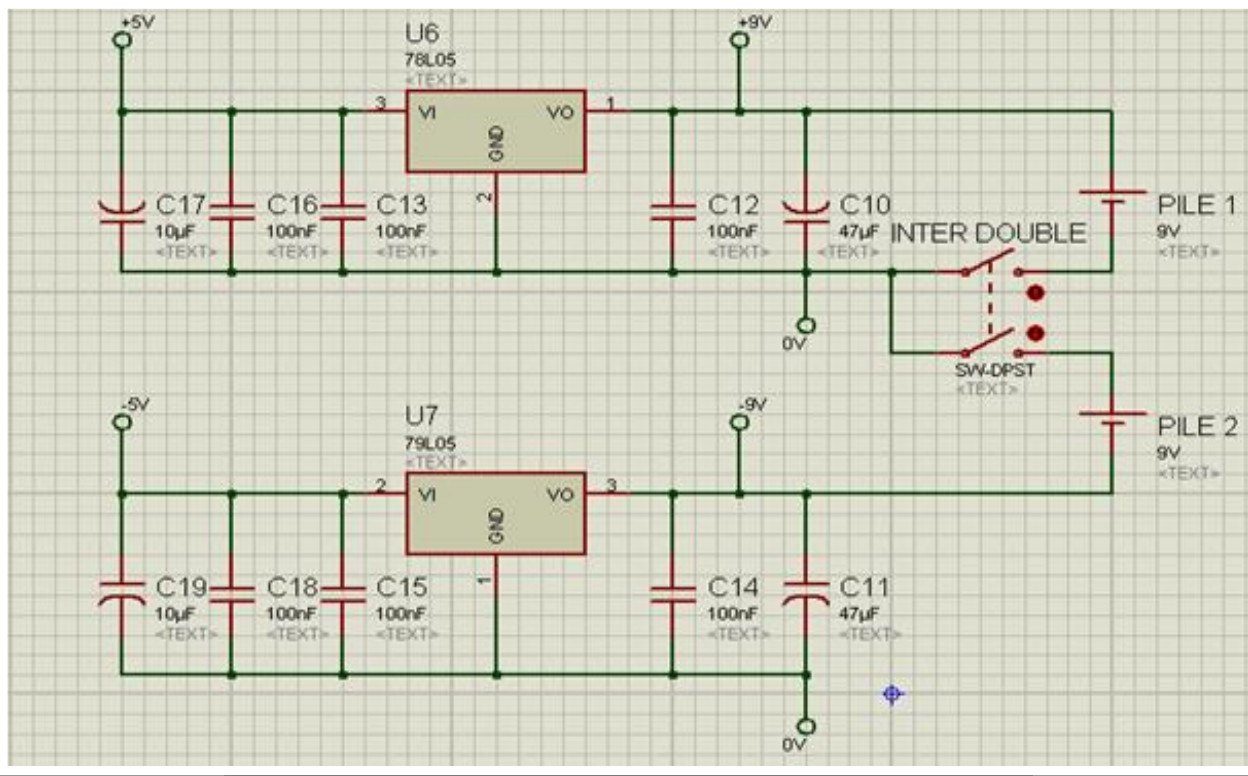 +5V
U6
78L05
<TEXT>
+9V
3
VI
VO
1
GND
2
C17
10µF
<TEXT>
C16
100nF
<TEXT>
C13
100nF
<TEXT>
C12
100nF
<TEXT>
C10
47µF
<TEXT>
INTER DOUBLE
PILE 1
9V
<TEXT>
0V
SW-DPST
<TEXT>
-5V
U7
79L05
<TEXT>
-9V
PILE 2
9V
<TEXT>
2
VI
VO
3
GND
1
C19
10µF
<TEXT>
C18
100nF
<TEXT>
C15
100nF
<TEXT>
C14
100nF
<TEXT>
C11
47µF
<TEXT>
0V